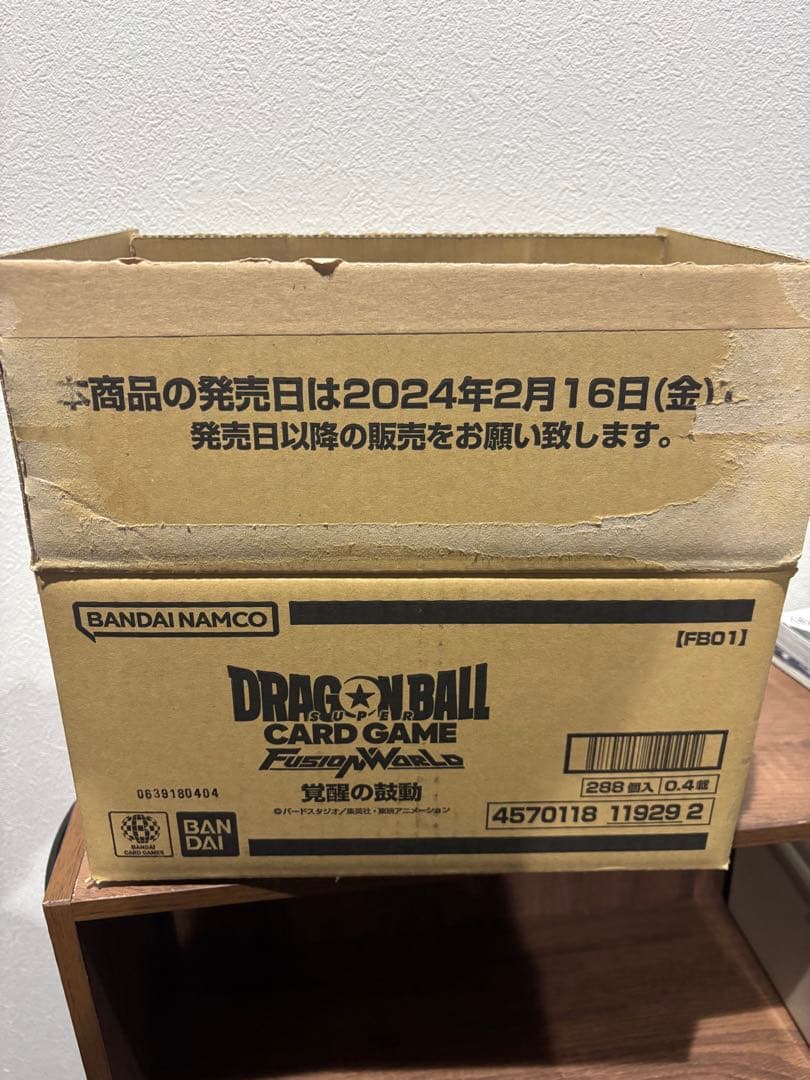 本商品の発売日は2024年2月16日(金)
発売日以降の販売をお願い致します。
BANDAI NAMCO
【FB01】
DRAGONBALL
SUPER
CARD GAME
FUSION WORLD
覚醒の鼓動
©バードスタジオ/集英社・東映アニメーション
0639180404
288個入
0.4載
4570118 11929 2
BANDAI
CARD GAMES
BAN
DAI